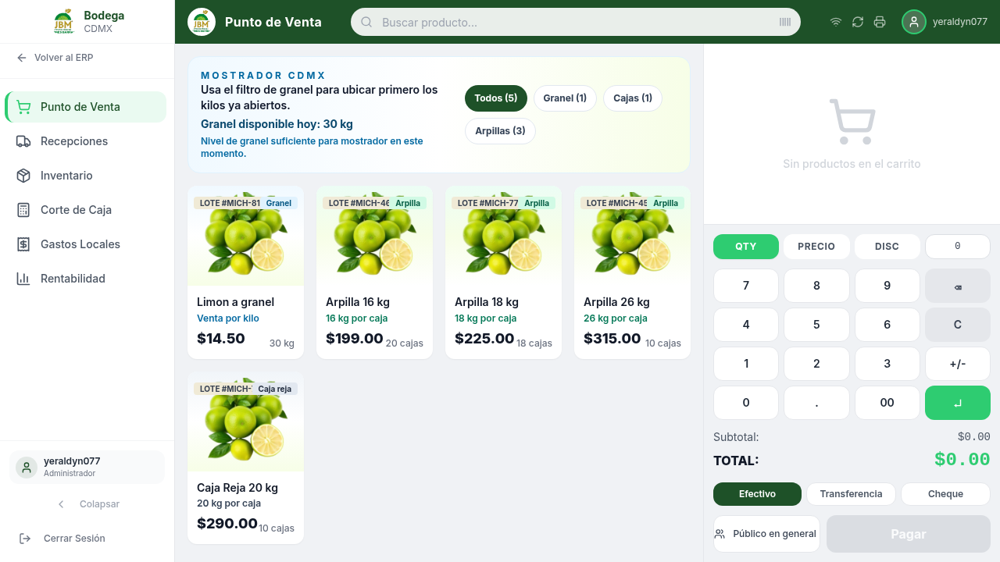 Bodega
CDMX
Volver al ERP
Punto de Venta
Recepciones
Inventario
Corte de Caja
Gastos Locales
Rentabilidad
yeraldyn077
Administrador
Colapsar
Cerrar Sesión
JBM
Punto de Venta
Buscar producto...
yeraldyn077
MOSTRADOR CDMX
Usa el filtro de granel para ubicar primero los
kilos ya abiertos.
Granel disponible hoy: 30 kg
Nivel de granel suficiente para mostrador en este
momento.
Todos (5)
Granel (1)
Cajas (1)
Arpillas (3)
LOTE #MICH-81
Granel
Limon a granel
Venta por kilo
$14.50
30 kg
LOTE #MICH-46
Arpilla
Arpilla 16 kg
16 kg por caja
$199.00
20 cajas
LOTE #MICH-77
Arpilla
Arpilla 18 kg
18 kg por caja
$225.00
18 cajas
LOTE #MICH-45
Arpilla
Arpilla 26 kg
26 kg por caja
$315.00
10 cajas
LOTE #MICH-
Caja reja
Caja Reja 20 kg
20 kg por caja
$290.00
10 cajas
Sin productos en el carrito
QTY
PRECIO
DISC
0
7
8
9
⌫
4
5
6
C
1
2
3
+/-
0
.
00
↵
Subtotal:
$0.00
TOTAL:
$0.00
Efectivo
Transferencia
Cheque
Público en general
Pagar